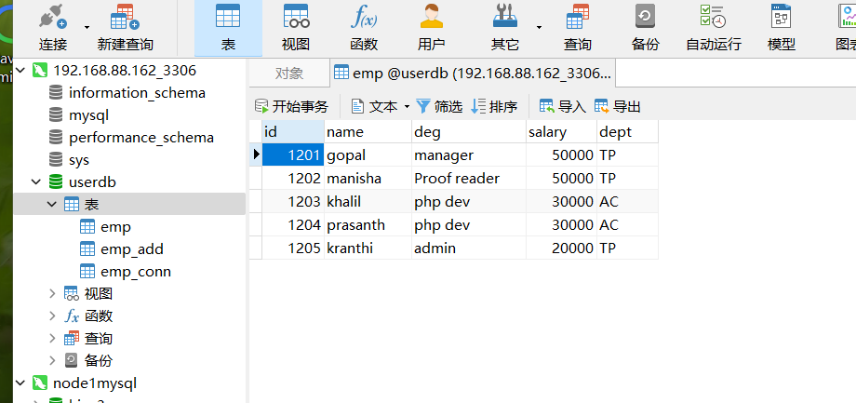 连接 新建查询 表 视图 函数 用户 其它 查询 备份 自动运行 模型
192.168.88.162_3306
information_schema
mysql
performance_schema
sys
userdb
表
emp
emp_add
emp_conn
视图
函数
查询
备份
node1mysql
对象 emp @userdb (192.168.88.162_3306...
开始事务 文本 筛选 排序 导入 导出
id name deg salary dept
1201 gopal manager 50000 TP
1202 manisha Proof reader 50000 TP
1203 khalil php dev 30000 AC
1204 prasanth php dev 30000 AC
1205 kranthi admin 20000 TP